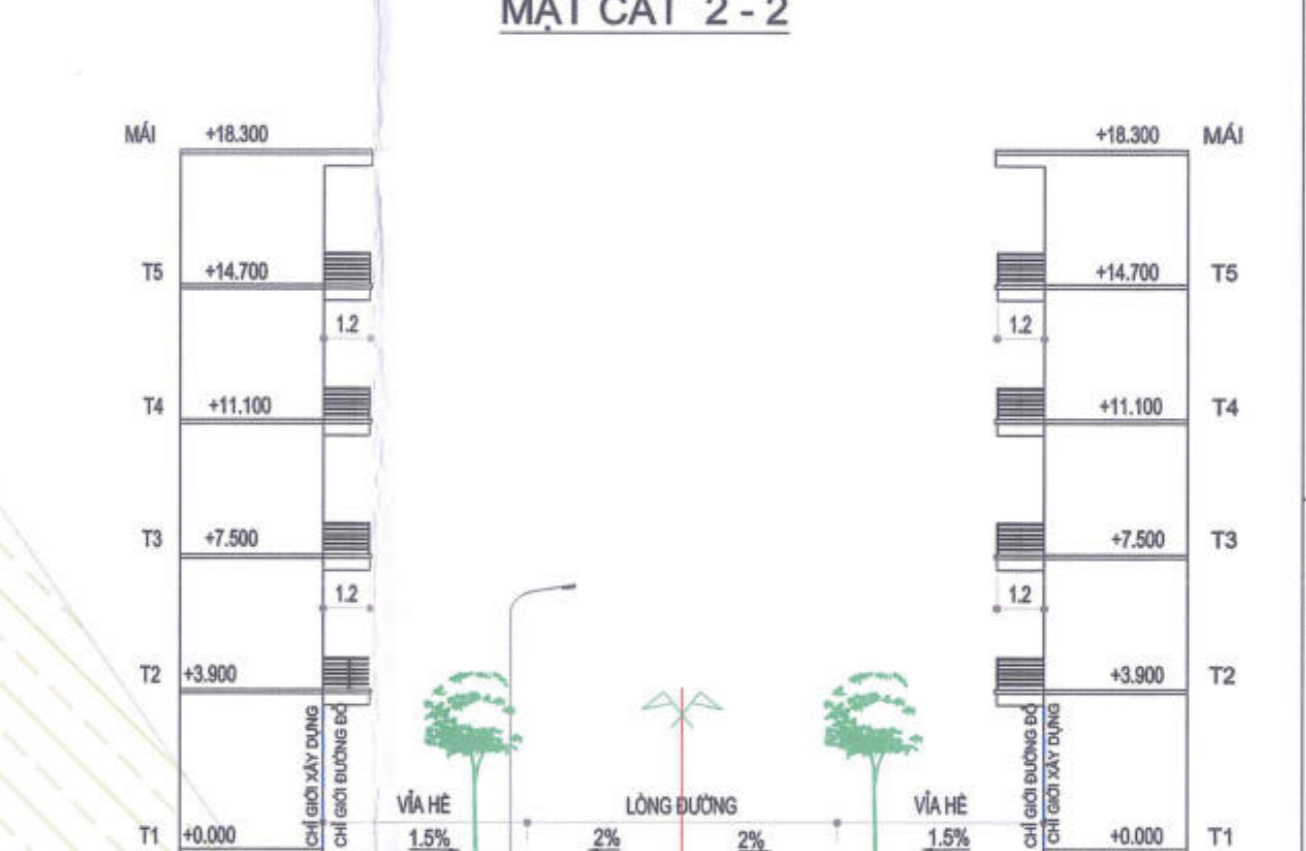 MẶT CẮT 2 - 2
MÁI +18.300 +18.300 MÁI
T5 +14.700 +14.700 T5
1.2 1.2
T4 +11.100 +11.100 T4
T3 +7.500 +7.500 T3
1.2 1.2
T2 +3.900 +3.900 T2
CHỈ GIỚI XÂY DỰNG
CHỈ GIỚI ĐƯỜNG ĐỎ
CHỈ GIỚI ĐƯỜNG ĐỎ
CHỈ GIỚI XÂY DỰNG
VỈA HÈ LÒNG ĐƯỜNG VỈA HÈ
T1 +0.000 1.5% 2% 2% 1.5% +0.000 T1